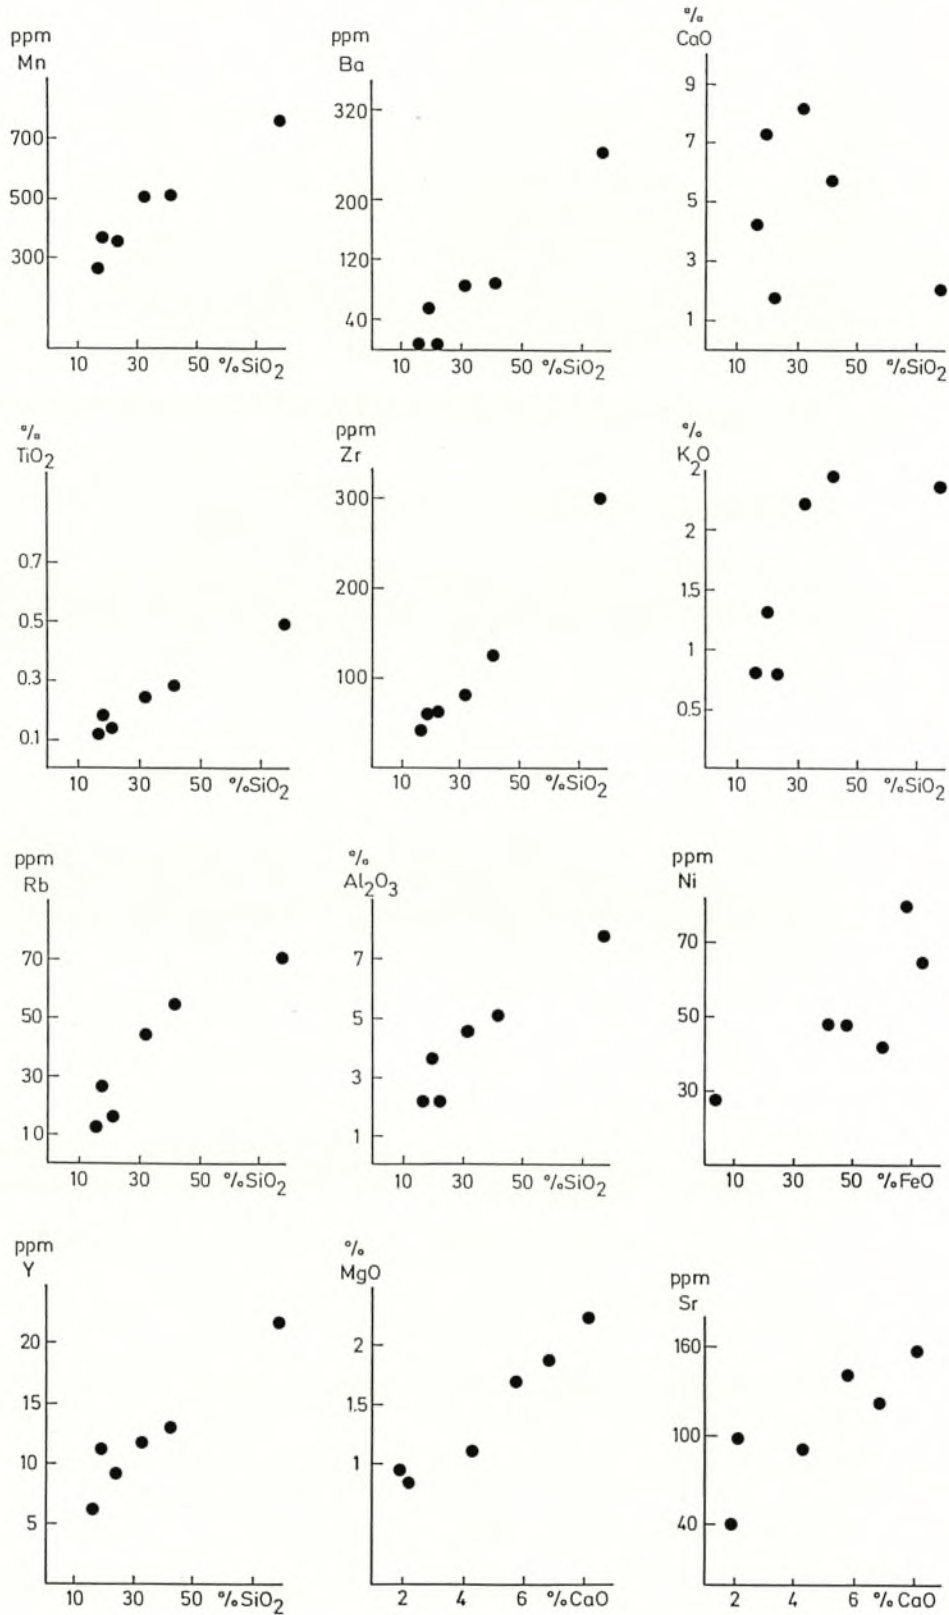 ppm
Mn
700
500
300
10 30 50 %SiO2
ppm
Ba
320
200
120
40
10 30 50 %SiO2
%
CaO
9
7
5
3
1
10 30 50 %SiO2
%
TiO2
0.7
0.5
0.3
0.1
10 30 50 %SiO2
ppm
Zr
300
200
100
10 30 50 %SiO2
%
K2O
2
2
1.5
1
0.5
10 30 50 %SiO2
ppm
Rb
70
50
30
10
10 30 50 %SiO2
%
Al2O3
7
5
3
1
10 30 50 %SiO2
ppm
Ni
70
50
30
10 30 50 %FeO
ppm
Y
20
15
10
5
10 30 50 %SiO2
%
MgO
2
1.5
1
2 4 6 %CaO
ppm
Sr
160
100
40
2 4 6 %CaO